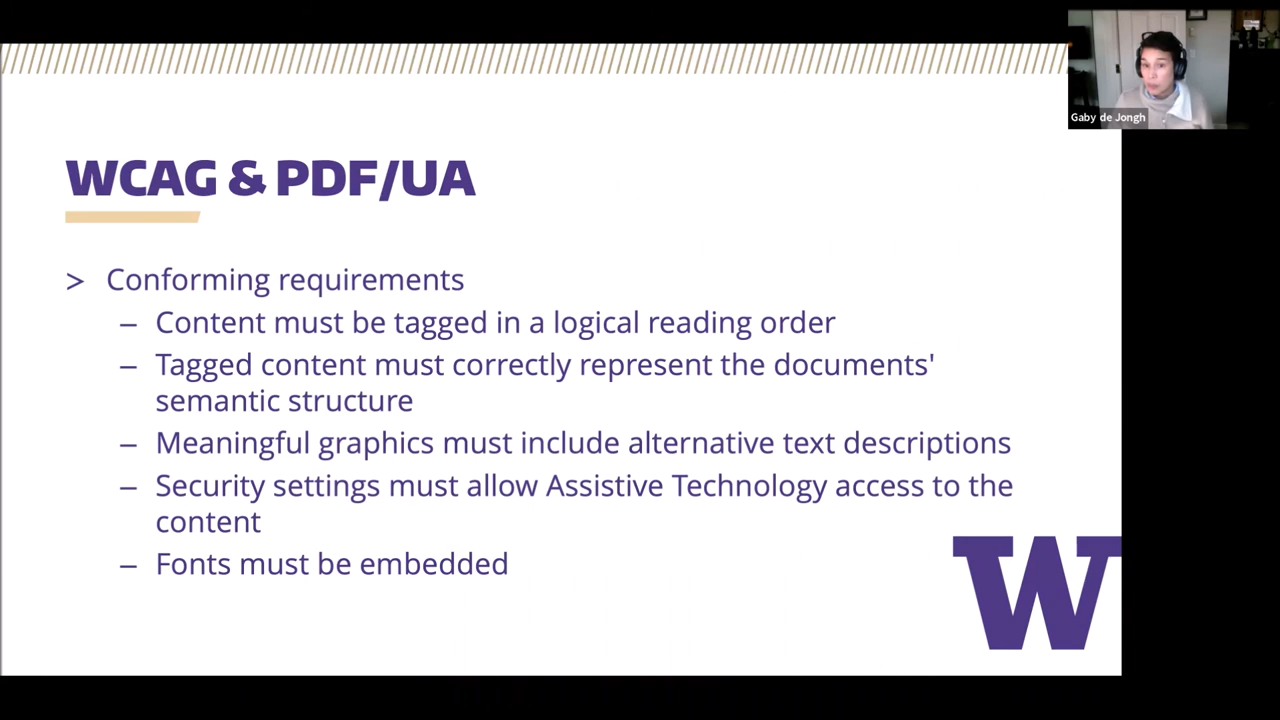 WCAG & PDF/UA
> Conforming requirements
– Content must be tagged in a logical reading order
– Tagged content must correctly represent the documents'
semantic structure
– Meaningful graphics must include alternative text descriptions
– Security settings must allow Assistive Technology access to the
content
– Fonts must be embedded
W
Gaby de Jongh